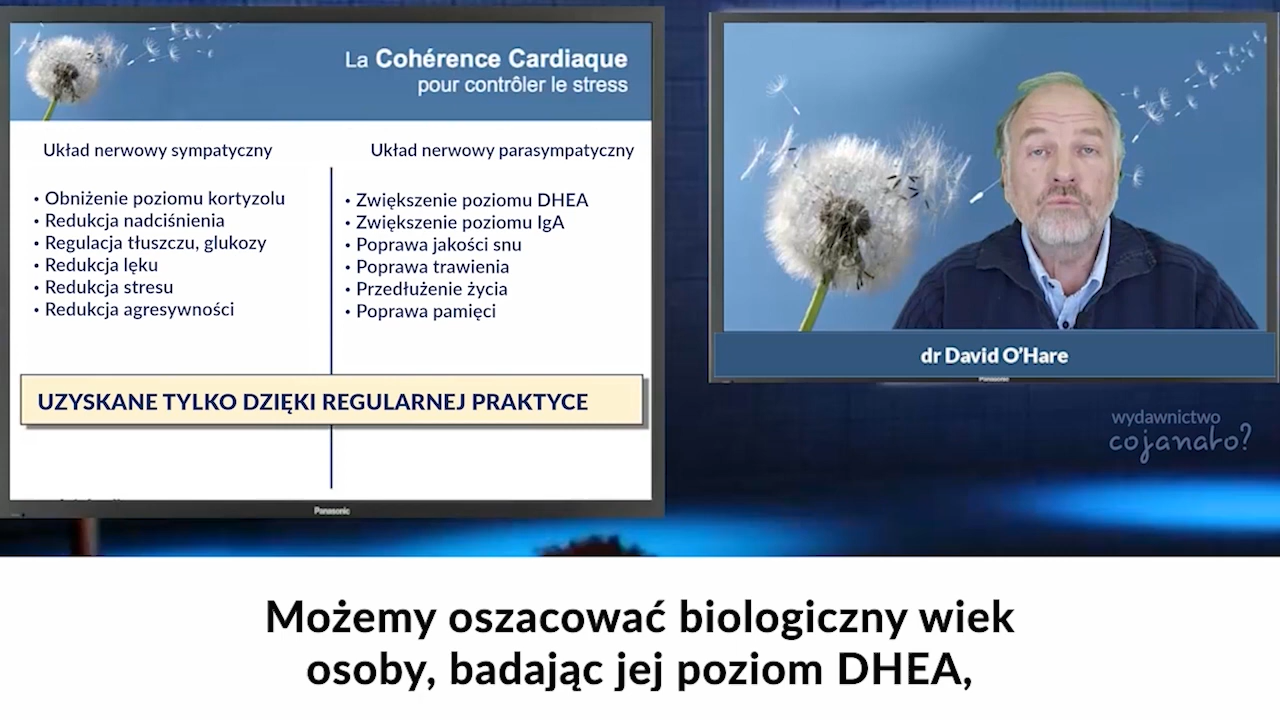 La Cohérence Cardiaque
pour contrôler le stress
Układ nerwowy sympatyczny
• Obniżenie poziomu kortyzolu
• Redukcja nadciśnienia
• Regulacja tłuszczu, glukozy
• Redukcja lęku
• Redukcja stresu
• Redukcja agresywności
Układ nerwowy parasympatyczny
• Zwiększenie poziomu DHEA
• Zwiększenie poziomu IgA
• Poprawa jakości snu
• Poprawa trawienia
• Przedłużenie życia
• Poprawa pamięci
UZYSKANE TYLKO DZIĘKI REGULARNEJ PRAKTYCE
Panasonic
dr David O'Hare
Panasonic
wydawnictwo
cojanato?
Możemy oszacować biologiczny wiek
osoby, badając jej poziom DHEA,